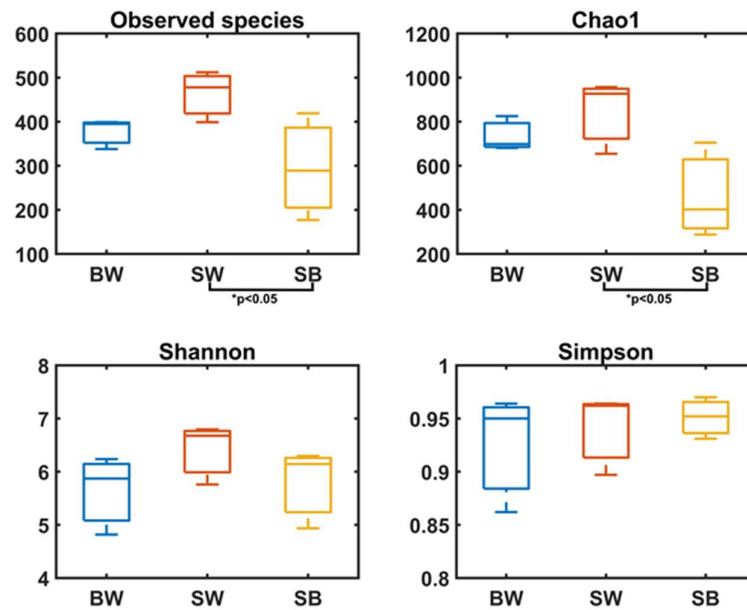 Observed species
600
500
400
300
200
100
BW SW SB
*p<0.05
Chao1
1200
1000
800
600
400
200
BW SW SB
*p<0.05
Shannon
8
7
6
5
4
BW SW SB
Simpson
1
0.95
0.9
0.85
0.8
BW SW SB